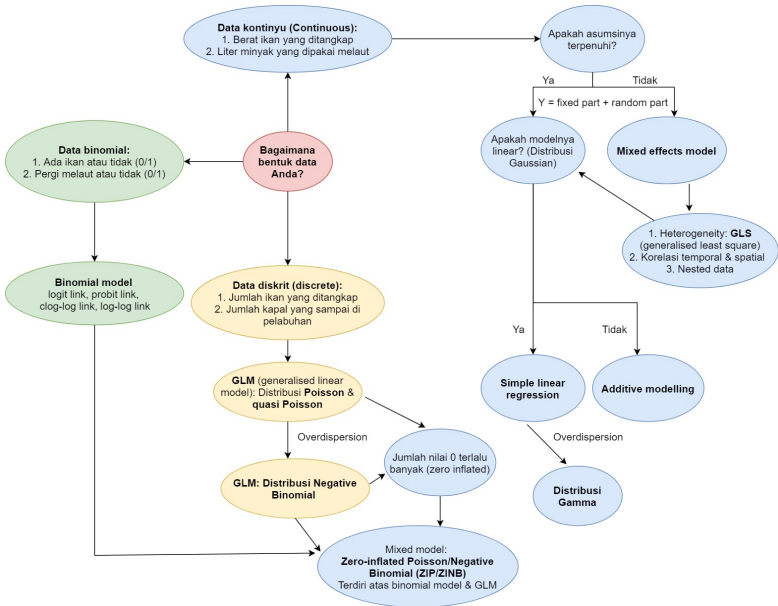 Data kontinyu (Continuous):
1. Berat ikan yang ditangkap
2. Liter minyak yang dipakai melaut
Apakah asumsinya
terpenuhi?
Ya
Tidak
Y = fixed part + random part
Data binomial:
1. Ada ikan atau tidak (0/1)
2. Pergi melaut atau tidak (0/1)
Bagaimana
bentuk data
Anda?
Apakah modelnya
linear? (Distribusi
Gaussian)
Mixed effects model
1. Heterogeneity: GLS
(generalised least square)
2. Korelasi temporal & spatial
3. Nested data
Binomial model
logit link, probit link,
clog-log link, log-log link
Data diskrit (discrete):
1. Jumlah ikan yang ditangkap
2. Jumlah kapal yang sampai di
pelabuhan
Ya
Tidak
GLM (generalised linear
model): Distribusi Poisson &
quasi Poisson
Simple linear
regression
Additive modelling
Overdispersion
Overdispersion
Jumlah nilai 0 terlalu
banyak (zero inflated)
GLM: Distribusi Negative
Binomial
Distribusi
Gamma
Mixed model:
Zero-inflated Poisson/Negative
Binomial (ZIP/ZINB)
Terdiri atas binomial model & GLM